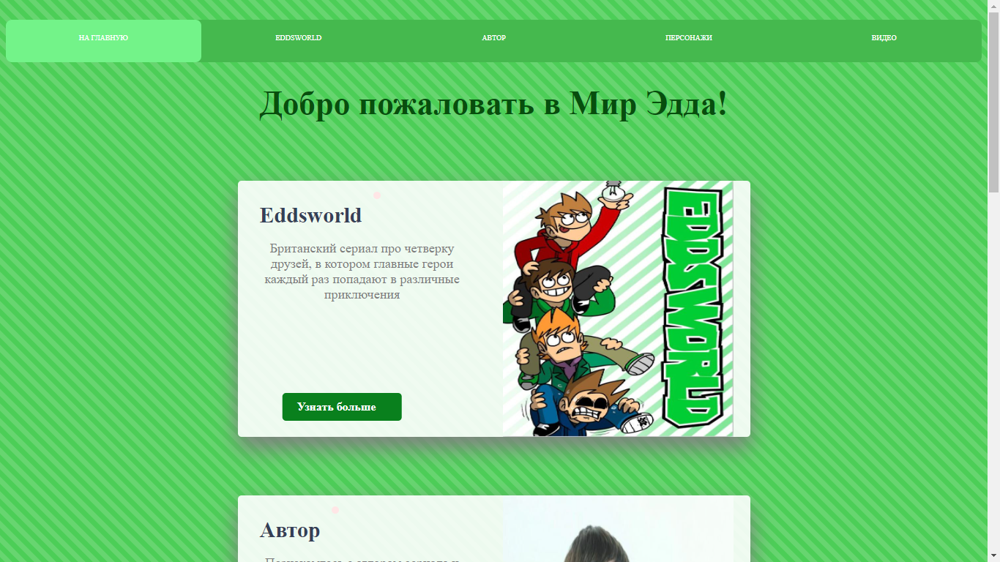 НА ГЛАВНУЮ
EDDSWORLD
АВТОР
ПЕРСОНАЖИ
ВИДЕО
Добро пожаловать в Мир Эдда!
Eddsworld
Британский сериал про четверку
друзей, в котором главные герои
каждый раз попадают в различные
приключения
Узнать больше
EDDSWORLD
Автор